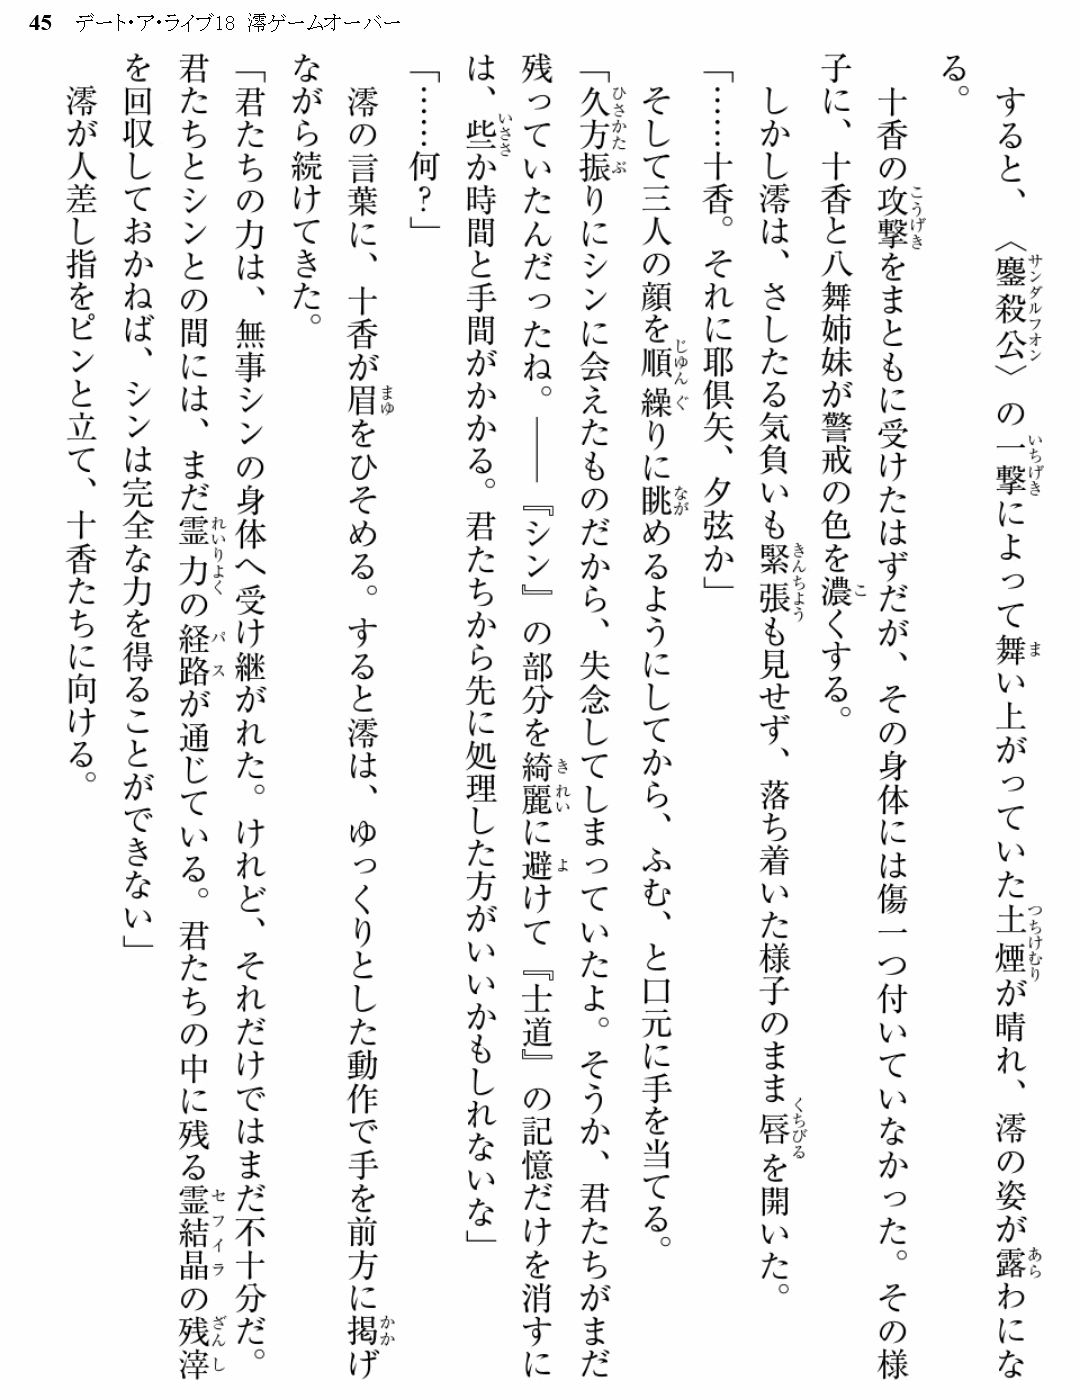 45 デート・ア・ライブ18 澪ゲームオーバー
すると、〈鏖殺公〉の一撃によって舞い上がっていた土煙が晴れ、澪の姿が露わにな
る。
十香の攻撃をまともに受けたはずだが、その身体には傷一つ付いていなかった。その様
子に、十香と八舞姉妹が警戒の色を濃くする。
しかし澪は、さしたる気負いも緊張も見せず、落ち着いた様子のまま唇を開いた。
「……十香。それに耶倶矢、夕弦か」
そして三人の顔を順繰りに眺めるようにしてから、ふむ、と口元に手を当てる。
「久方振りにシンに会えたものだから、失念してしまっていたよ。そうか、君たちがまだ
残っていたんだったね。――『シン』の部分を綺麗に避けて『士道』の記憶だけを消すに
は、些か時間と手間がかかる。君たちから先に処理した方がいいかもしれないな」
「……何?」
澪の言葉に、十香が眉をひそめる。すると澪は、ゆっくりとした動作で手を前方に掲げ
ながら続けてきた。
「君たちの力は、無事シンの身体へ受け継がれた。けれど、それだけではまだ不十分だ。
君たちとシンとの間には、まだ霊力の経路が通じている。君たちの中に残る霊結晶の残滓
を回収しておかねば、シンは完全な力を得ることができない」
澪が人差し指をピンと立て、十香たちに向ける。